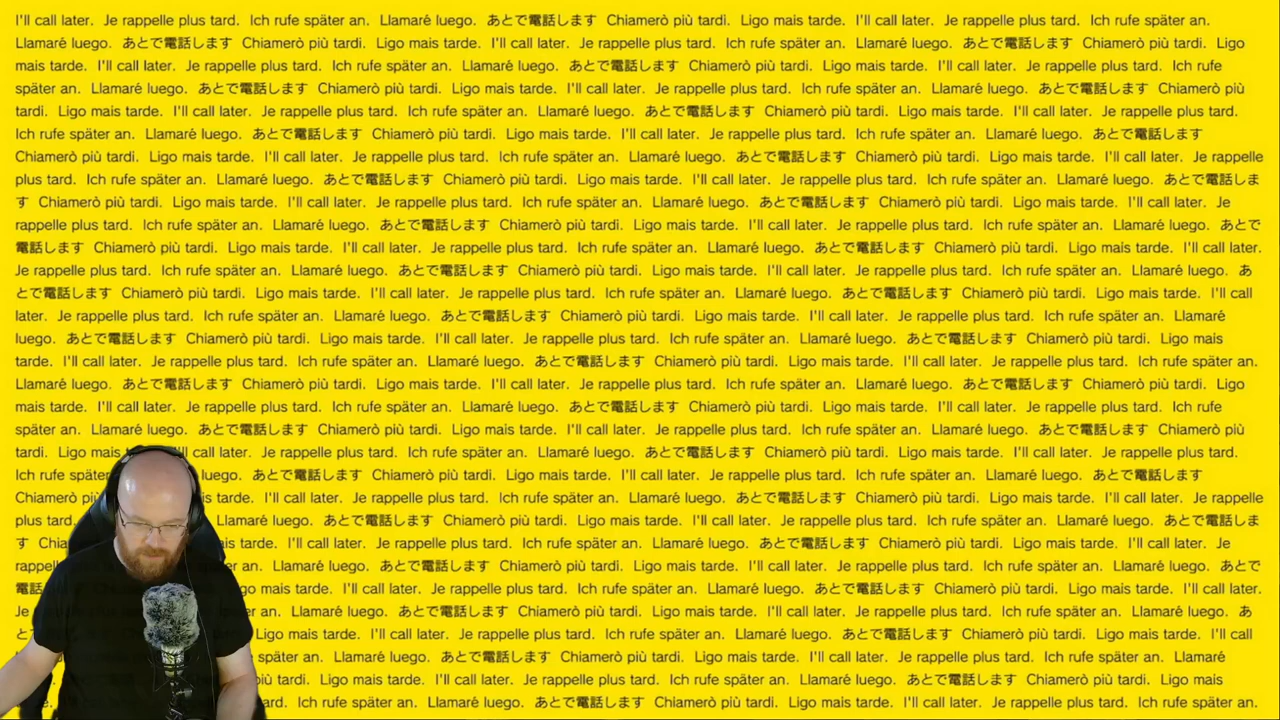 I'll call later. Je rappelle plus tard. Ich rufe später an. Llamaré luego. あとで電話します Chiamerò più tardi. Ligo mais tarde. I'll call later. Je rappelle plus tard. Ich rufe später an.
Llamaré luego. あとで電話します Chiamerò più tardi. Ligo mais tarde. I'll call later. Je rappelle plus tard. Ich rufe später an. Llamaré luego. あとで電話します Chiamerò più tardi. Ligo
mais tarde. I'll call later. Je rappelle plus tard. Ich rufe später an. Llamaré luego. あとで電話します Chiamerò più tardi. Ligo mais tarde. I'll call later. Je rappelle plus tard. Ich rufe
später an. Llamaré luego. あとで電話します Chiamerò più tardi. Ligo mais tarde. I'll call later. Je rappelle plus tard. Ich rufe später an. Llamaré luego. あとで電話します Chiamerò più
tardi. Ligo mais tarde. I'll call later. Je rappelle plus tard. Ich rufe später an. Llamaré luego. あとで電話します Chiamerò più tardi. Ligo mais tarde. I'll call later. Je rappelle plus tard.
Ich rufe später an. Llamaré luego. あとで電話します Chiamerò più tardi. Ligo mais tarde. I'll call later. Je rappelle plus tard. Ich rufe später an. Llamaré luego. あとで電話します
Chiamerò più tardi. Ligo mais tarde. I'll call later. Je rappelle plus tard. Ich rufe später an. Llamaré luego. あとで電話します Chiamerò più tardi. Ligo mais tarde. I'll call later. Je rappelle
plus tard. Ich rufe später an. Llamaré luego. あとで電話します Chiamerò più tardi. Ligo mais tarde. I'll call later. Je rappelle plus tard. Ich rufe später an. Llamaré luego. あとで電話しま
す Chiamerò più tardi. Ligo mais tarde. I'll call later. Je rappelle plus tard. Ich rufe später an. Llamaré luego. あとで電話します Chiamerò più tardi. Ligo mais tarde. I'll call later. Je
rappelle plus tard. Ich rufe später an. Llamaré luego. あとで電話します Chiamerò più tardi. Ligo mais tarde. I'll call later. Je rappelle plus tard. Ich rufe später an. Llamaré luego. あとで
電話します Chiamerò più tardi. Ligo mais tarde. I'll call later. Je rappelle plus tard. Ich rufe später an. Llamaré luego. あとで電話します Chiamerò più tardi. Ligo mais tarde. I'll call later.
Je rappelle plus tard. Ich rufe später an. Llamaré luego. あとで電話します Chiamerò più tardi. Ligo mais tarde. I'll call later. Je rappelle plus tard. Ich rufe später an. Llamaré luego. あ
とで電話します Chiamerò più tardi. Ligo mais tarde. I'll call later. Je rappelle plus tard. Ich rufe später an. Llamaré luego. あとで電話します Chiamerò più tardi. Ligo mais tarde. I'll call
later. Je rappelle plus tard. Ich rufe später an. Llamaré luego. あとで電話します Chiamerò più tardi. Ligo mais tarde. I'll call later. Je rappelle plus tard. Ich rufe später an. Llamaré
luego. あとで電話します Chiamerò più tardi. Ligo mais tarde. I'll call later. Je rappelle plus tard. Ich rufe später an. Llamaré luego. あとで電話します Chiamerò più tardi. Ligo mais
tarde. I'll call later. Je rappelle plus tard. Ich rufe später an. Llamaré luego. あとで電話します Chiamerò più tardi. Ligo mais tarde. I'll call later. Je rappelle plus tard. Ich rufe später an.
Llamaré luego. あとで電話します Chiamerò più tardi. Ligo mais tarde. I'll call later. Je rappelle plus tard. Ich rufe später an. Llamaré luego. あとで電話します Chiamerò più tardi. Ligo
mais tarde. I'll call later. Je rappelle plus tard. Ich rufe später an. Llamaré luego. あとで電話します Chiamerò più tardi. Ligo mais tarde. I'll call later. Je rappelle plus tard. Ich rufe
später an. Llamaré luego. あとで電話します Chiamerò più tardi. Ligo mais tarde. I'll call later. Je rappelle plus tard. Ich rufe später an. Llamaré luego. あとで電話します Chiamerò più
tardi. Ligo mais call later. Je rappelle plus tard. Ich rufe später an. Llamaré luego. あとで電話します Chiamerò più tardi. Ligo mais tarde. I'll call later. Je rappelle plus tard.
Ich rufe später luego. あとで電話します Chiamerò più tardi. Ligo mais tarde. I'll call later. Je rappelle plus tard. Ich rufe später an. Llamaré luego. あとで電話します
Chiamerò più tarde. I'll call later. Je rappelle plus tard. Ich rufe später an. Llamaré luego. あとで電話します Chiamerò più tardi. Ligo mais tarde. I'll call later. Je rappelle
plus tard. Llamaré luego. あとで電話します Chiamerò più tardi. Ligo mais tarde. I'll call later. Je rappelle plus tard. Ich rufe später an. Llamaré luego. あとで電話しま
す tarde. I'll call later. Je rappelle plus tard. Ich rufe später an. Llamaré luego. あとで電話します Chiamerò più tardi. Ligo mais tarde. I'll call later. Je
später an. Llamaré luego. あとで電話します Chiamerò più tardi. Ligo mais tarde. I'll call later. Je rappelle plus tard. Ich rufe später an. Llamaré luego. あとで
電話 mais tarde. I'll call later. Je rappelle plus tard. Ich rufe später an. Llamaré luego. あとで電話します Chiamerò più tardi. Ligo mais tarde. I'll call later.
Je an. Llamaré luego. あとで電話します Chiamerò più tardi. Ligo mais tarde. I'll call later. Je rappelle plus tard. Ich rufe später an. Llamaré luego. あ
と Ligo mais tarde. I'll call later. Je rappelle plus tard. Ich rufe später an. Llamaré luego. あとで電話します Chiamerò più tardi. Ligo mais tarde. I'll call
später an. Llamaré luego. あとで電話します Chiamerò più tardi. Ligo mais tarde. I'll call later. Je rappelle plus tard. Ich rufe später an. Llamaré
tardi. Ligo mais tarde. I'll call later. Je rappelle plus tard. Ich rufe später an. Llamaré luego. あとで電話します Chiamerò più tardi. Ligo mais
Ich rufe später an. Llamaré luego. あとで電話します Chiamerò più tardi. Ligo mais tarde. I'll call later. Je rappelle plus tard. Ich rufe später an.